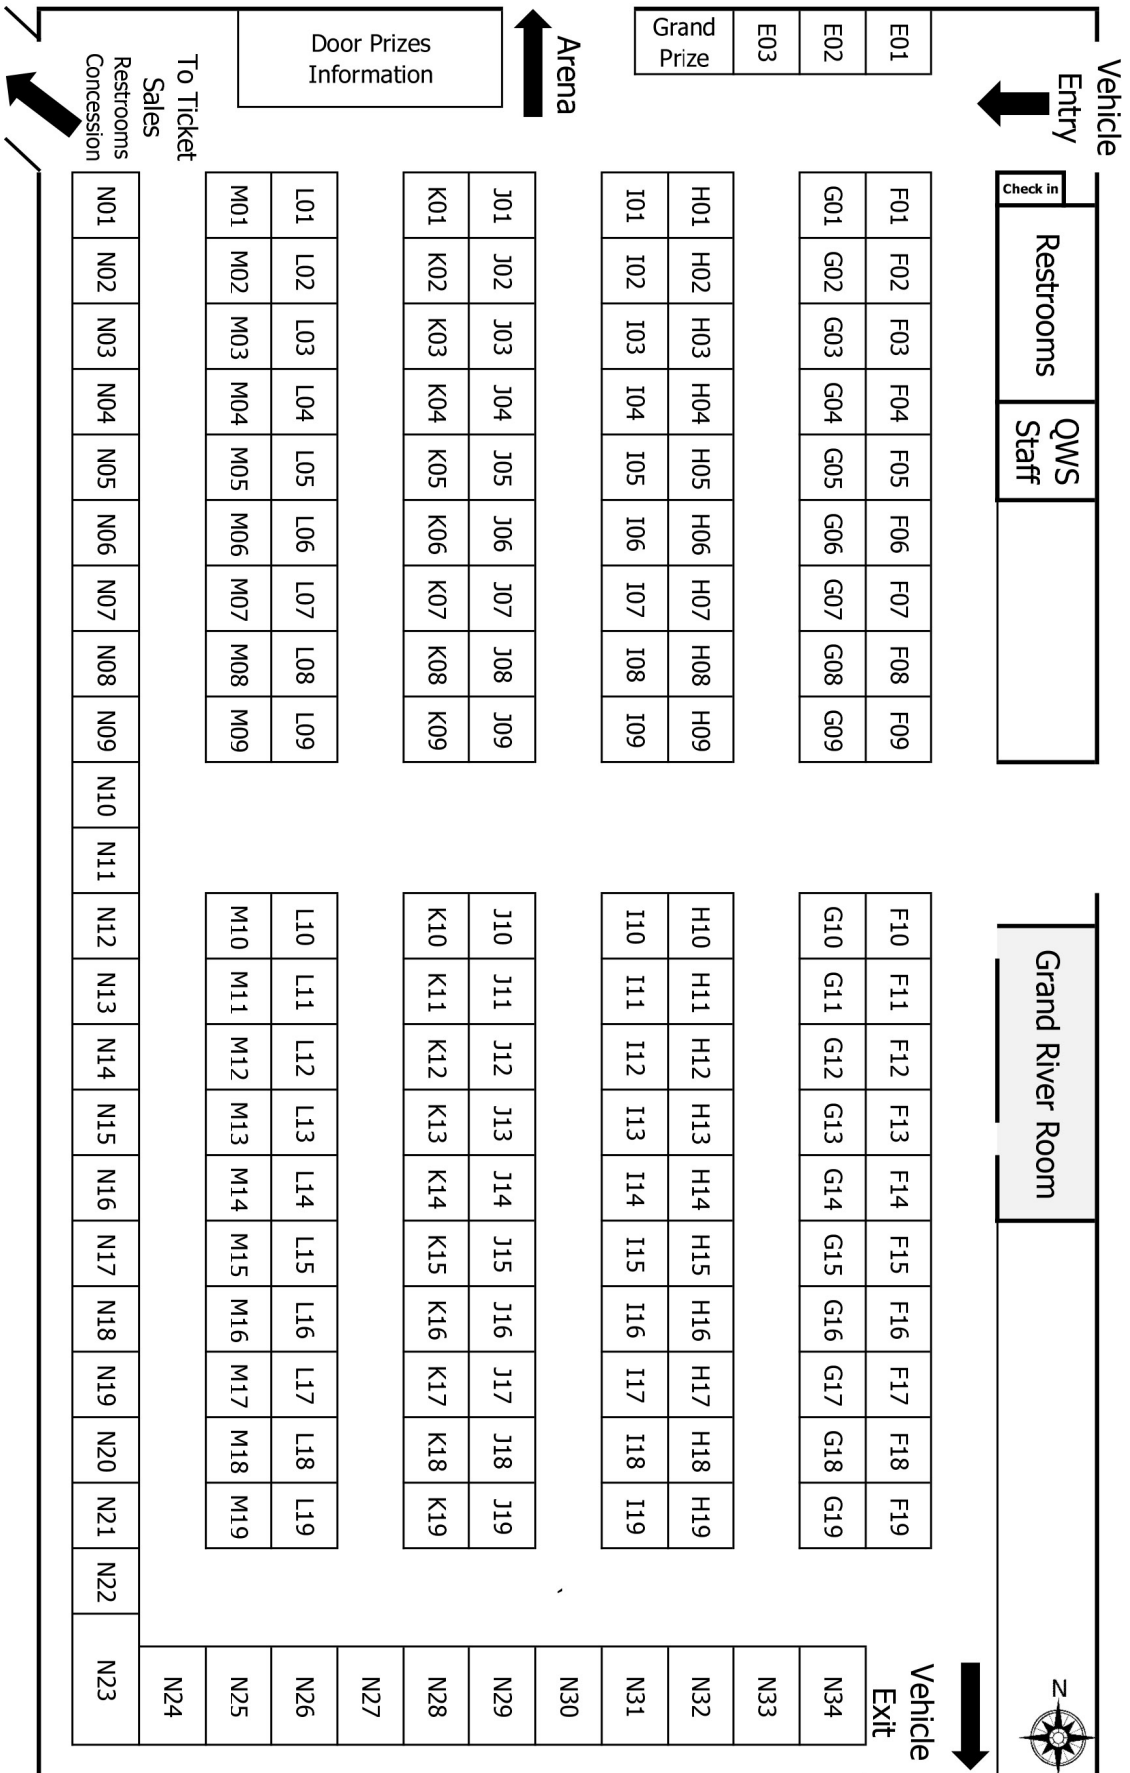 Door Prizes
Information
Arena
Grand
Prize
E03
E02
E01
Vehicle
Entry
To Ticket
Sales
Restrooms
Concession
Check in
Restrooms
QWS
Staff
Grand River Room
N01
M01
L01
K01
J01
I01
H01
G01
F01
N02
M02
L02
K02
J02
I02
H02
G02
F02
N03
M03
L03
K03
J03
I03
H03
G03
F03
N04
M04
L04
K04
J04
I04
H04
G04
F04
N05
M05
L05
K05
J05
I05
H05
G05
F05
N06
M06
L06
K06
J06
I06
H06
G06
F06
N07
M07
L07
K07
J07
I07
H07
G07
F07
N08
M08
L08
K08
J08
I08
H08
G08
F08
N09
M09
L09
K09
J09
I09
H09
G09
F09
N10
N11
N12
M10
L10
K10
J10
I10
H10
G10
F10
N13
M11
L11
K11
J11
I11
H11
G11
F11
N14
M12
L12
K12
J12
I12
H12
G12
F12
N15
M13
L13
K13
J13
I13
H13
G13
F13
N16
M14
L14
K14
J14
I14
H14
G14
F14
N17
M15
L15
K15
J15
I15
H15
G15
F15
N18
M16
L16
K16
J16
I16
H16
G16
F16
N19
M17
L17
K17
J17
I17
H17
G17
F17
N20
M18
L18
K18
J18
I18
H18
G18
F18
N21
M19
L19
K19
J19
I19
H19
G19
F19
N22
N23
N24
N25
N26
N27
N28
N29
N30
N31
N32
N33
N34
Vehicle
Exit
N